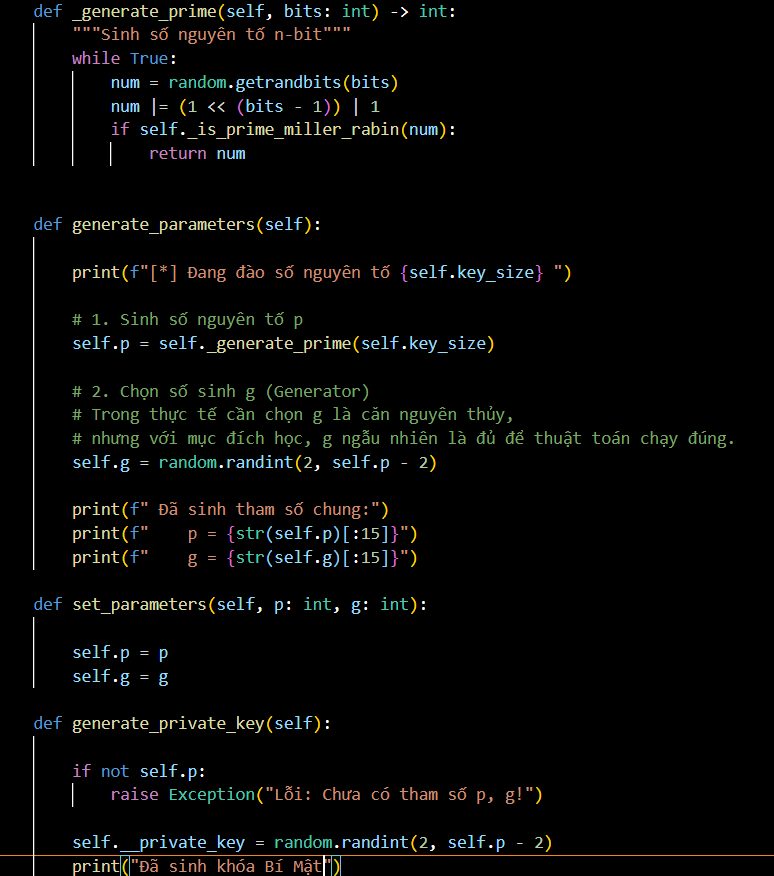 def _generate_prime(self, bits: int) -> int:
"""Sinh số nguyên tố n-bit"""
while True:
num = random.getrandbits(bits)
num |= (1 << (bits - 1)) | 1
if self._is_prime_miller_rabin(num):
return num
def generate_parameters(self):
print(f"[*] Đang đào số nguyên tố {self.key_size} ")
# 1. Sinh số nguyên tố p
self.p = self._generate_prime(self.key_size)
# 2. Chọn số sinh g (Generator)
# Trong thực tế cần chọn g là căn nguyên thủy,
# nhưng với mục đích học, g ngẫu nhiên là đủ để thuật toán chạy đúng.
self.g = random.randint(2, self.p - 2)
print(f" Đã sinh tham số chung:")
print(f"    p = {str(self.p)[:15]}")
print(f"    g = {str(self.g)[:15]}")
def set_parameters(self, p: int, g: int):
self.p = p
self.g = g
def generate_private_key(self):
if not self.p:
raise Exception("Lỗi: Chưa có tham số p, g!")
self.__private_key = random.randint(2, self.p - 2)
print("Đã sinh khóa Bí Mật")